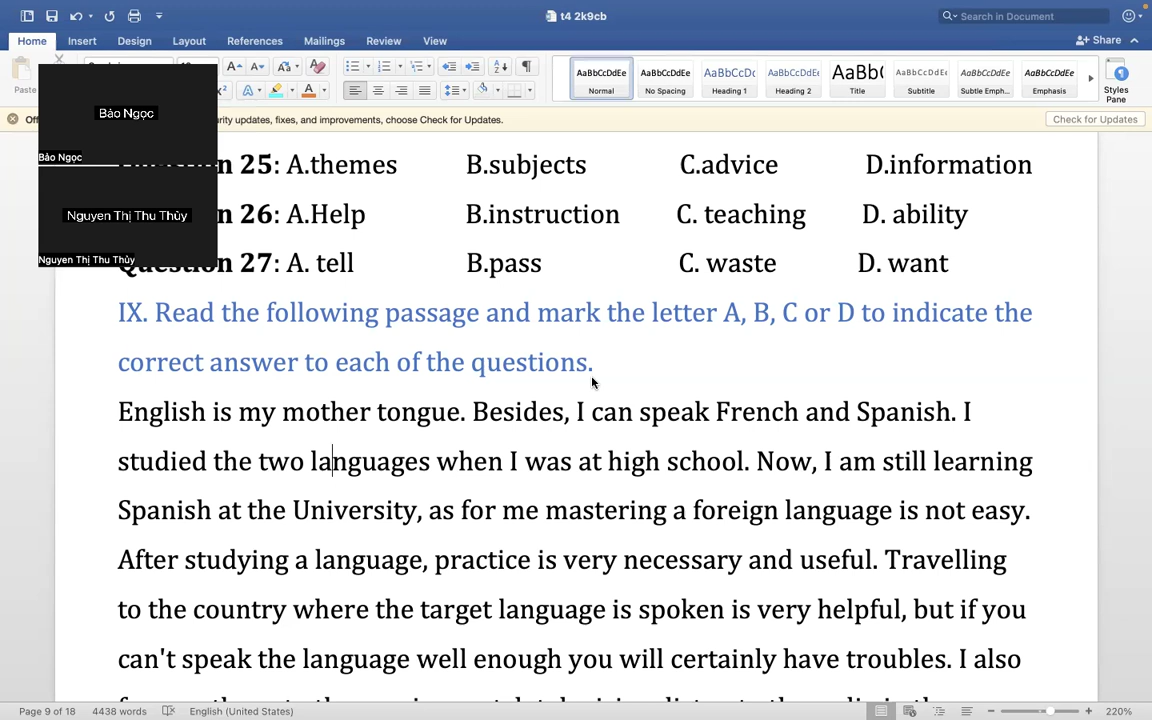 t4 2k9cb
Search in Document
Home Insert Design Layout References Mailings Review View
Share
Paste
AaBbCcDdEe AaBbCcDdEe AaBbCcDc AaBbCcDdEe AaBb( AaBbCcDdEe AaBbCcDdEe AaBbCcDdEe
Normal No Spacing Heading 1 Heading 2 Title Subtitle Subtle Emph... Emphasis
Styles
Pane
urity updates, fixes, and improvements, choose Check for Updates.
Check for Updates
Bảo Ngọc
Bảo Ngọc
Nguyen Thị Thu Thủy
Nguyen Thị Thu Thủy
n 25: A.themes B.subjects C.advice D.information
n 26: A.Help B.instruction C. teaching D. ability
Question 27: A. tell B.pass C. waste D. want
IX. Read the following passage and mark the letter A, B, C or D to indicate the
correct answer to each of the questions.
English is my mother tongue. Besides, I can speak French and Spanish. I
studied the two languages when I was at high school. Now, I am still learning
Spanish at the University, as for me mastering a foreign language is not easy.
After studying a language, practice is very necessary and useful. Travelling
to the country where the target language is spoken is very helpful, but if you
can't speak the language well enough you will certainly have troubles. I also
Page 9 of 18 4438 words English (United States) 220%